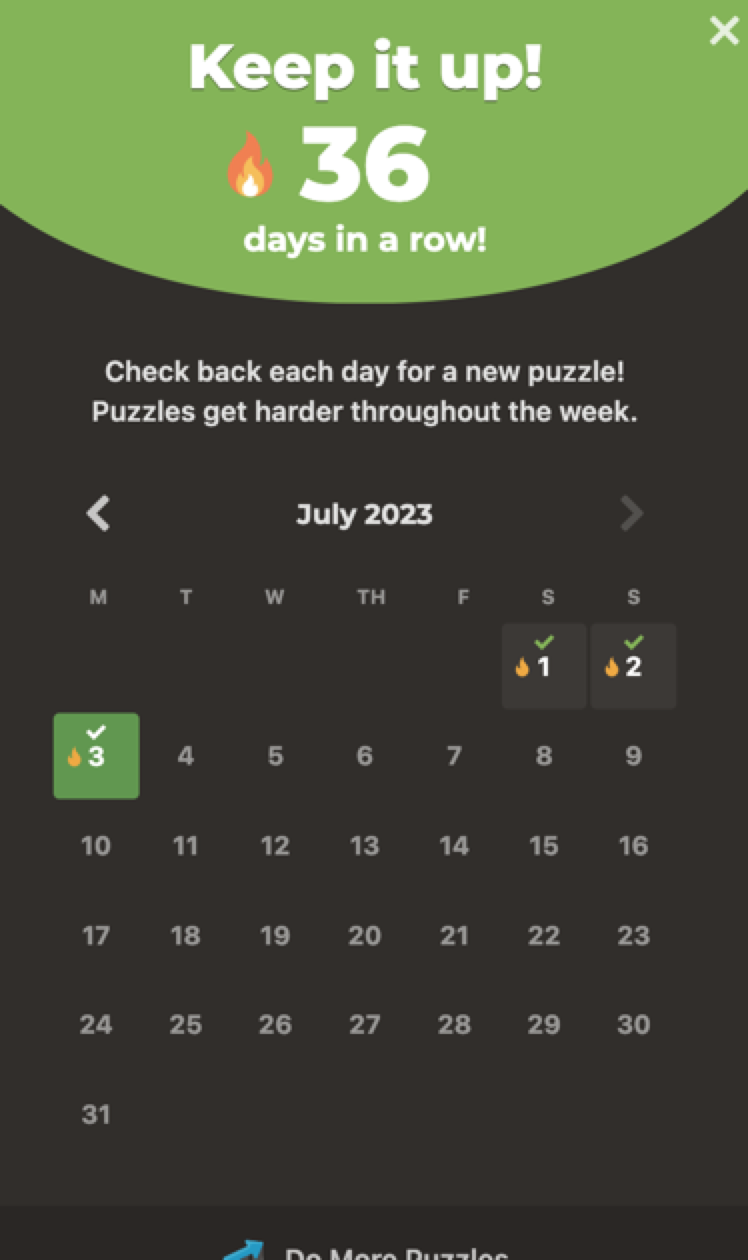 Keep it up!
36
days in a row!
Check back each day for a new puzzle!
Puzzles get harder throughout the week.
July 2023
M T W TH F S S
1 2
3 4 5 6 7 8 9
10 11 12 13 14 15 16
17 18 19 20 21 22 23
24 25 26 27 28 29 30
31
Do More Puzzles